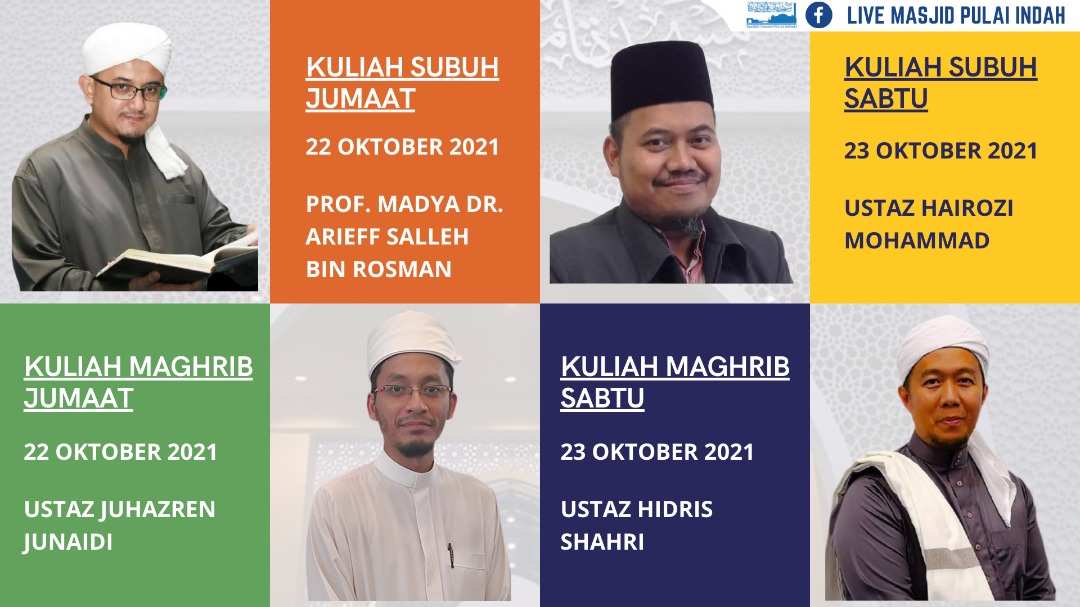 LIVE MASJID PULAI INDAH
KULIAH SUBUH
JUMAAT
22 OKTOBER 2021
PROF. MADYA DR.
ARIEFF SALLEH
BIN ROSMAN
KULIAH SUBUH
SABTU
23 OKTOBER 2021
USTAZ HAIROZI
MOHAMMAD
KULIAH MAGHRIB
JUMAAT
22 OKTOBER 2021
USTAZ JUHAZREN
JUNAIDI
KULIAH MAGHRIB
SABTU
23 OKTOBER 2021
USTAZ HIDRIS
SHAHRI